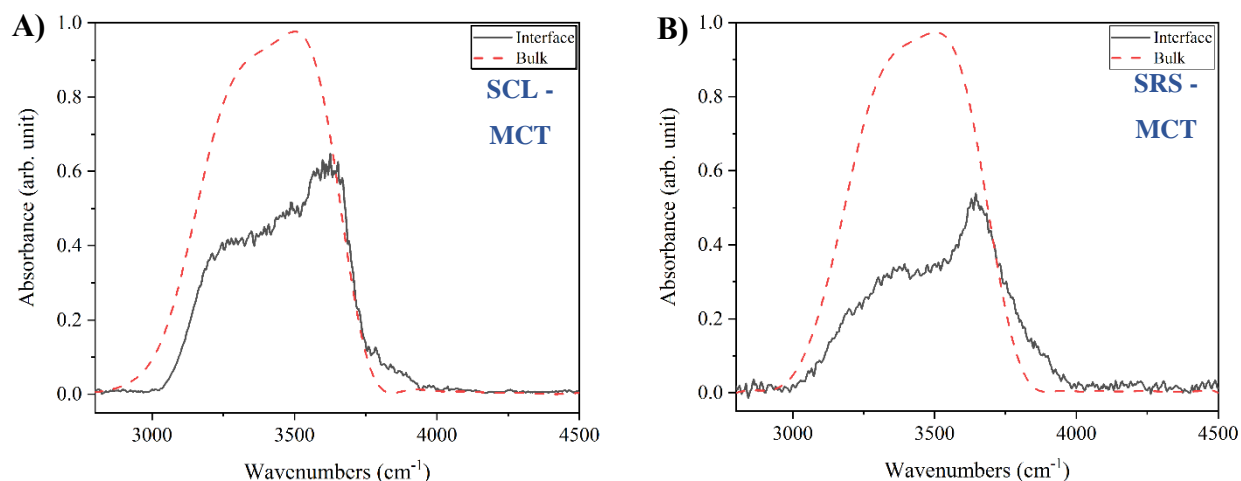 A)
Absorbance (arb. unit)
1.0
0.8
0.6
0.4
0.2
0.0
Interface
Bulk
SCL -
MCT
3000 3500 4000 4500
Wavenumbers (cm-1)
B)
Absorbance (arb. unit)
1.0
0.8
0.6
0.4
0.2
0.0
Interface
Bulk
SRS -
MCT
3000 3500 4000 4500
Wavenumbers (cm-1)